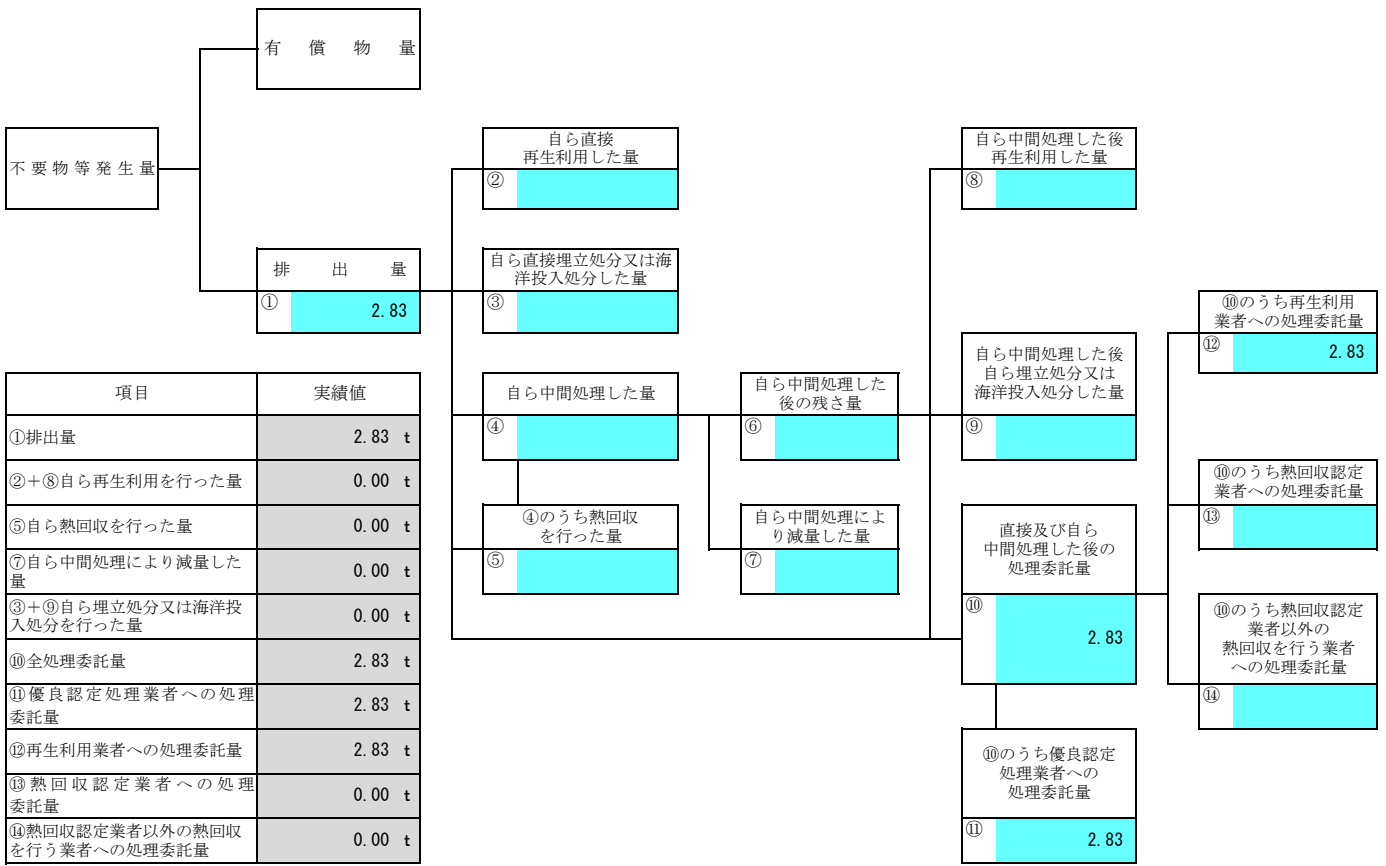 有償物量
不要物等発生量
排出量
① 2.83
自ら直接
再生利用した量
②
自ら直接埋立処分又は海
洋投入処分した量
③
自ら中間処理した量
④
④のうち熱回収
を行った量
⑤
自ら中間処理した
後の残さ量
⑥
自ら中間処理によ
り減量した量
⑦
自ら中間処理した後
再生利用した量
⑧
自ら中間処理した後
自ら埋立処分又は
海洋投入処分した量
⑨
直接及び自ら
中間処理した後の
処理委託量
⑩
2.83
⑩のうち優良認定
処理業者への
処理委託量
⑪ 2.83
⑩のうち再生利用
業者への処理委託量
⑫ 2.83
⑩のうち熱回収認定
業者への処理委託量
⑬
⑩のうち熱回収認定
業者以外の
熱回収を行う業者
への処理委託量
⑭
項目 実績値
①排出量 2.83 t
②+⑧自ら再生利用を行った量 0.00 t
⑤自ら熱回収を行った量 0.00 t
⑦自ら中間処理により減量した
量 0.00 t
③+⑨自ら埋立処分又は海洋投
入処分を行った量 0.00 t
⑩全処理委託量 2.83 t
⑪優良認定処理業者への処理
委託量 2.83 t
⑫再生利用業者への処理委託量 2.83 t
⑬熱回収認定業者への処理
委託量 0.00 t
⑭熱回収認定業者以外の熱回収
を行う業者への処理委託量 0.00 t